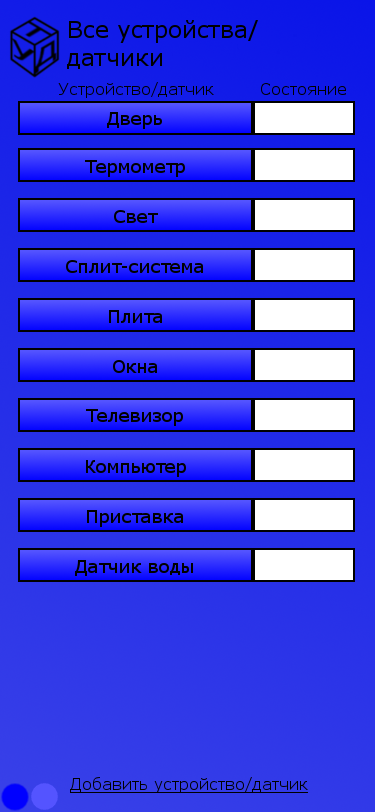 Все устройства/
датчики
Устройство/датчик Состояние
Дверь
Термометр
Свет
Сплит-система
Плита
Окна
Телевизор
Компьютер
Приставка
Датчик воды
Добавить устройство/датчик